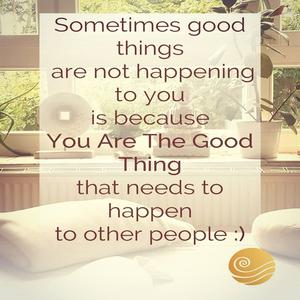 Sometimes good
things
are not happening
to you
is because
You Are The Good
Thing
that needs to
happen
to other people :)